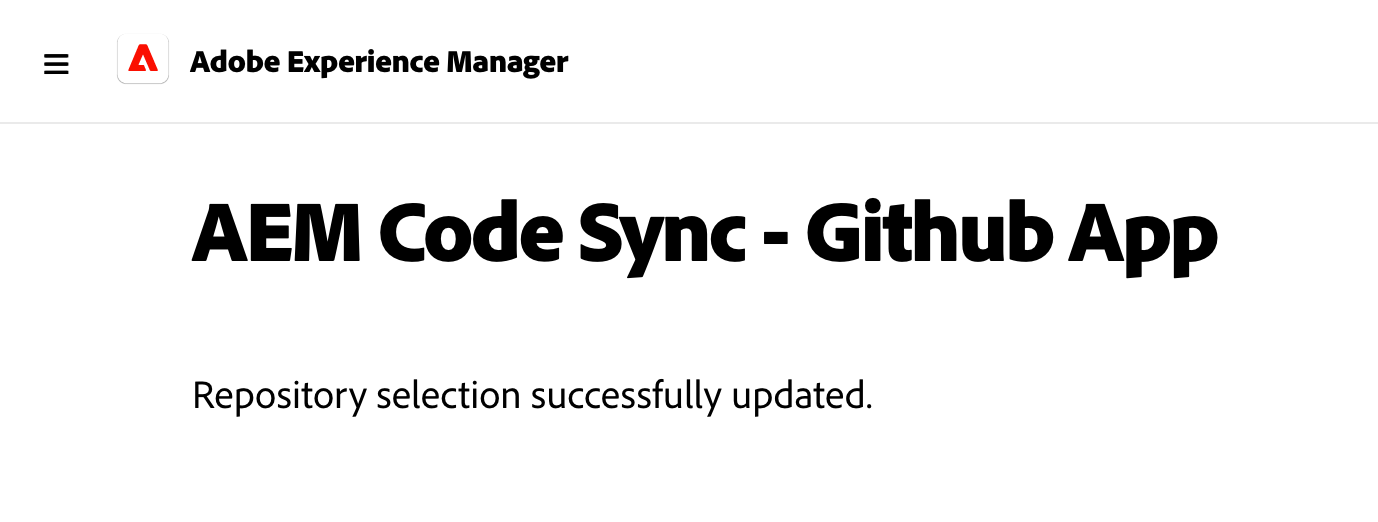 Adobe Experience Manager
AEM Code Sync - Github App
Repository selection successfully updated.